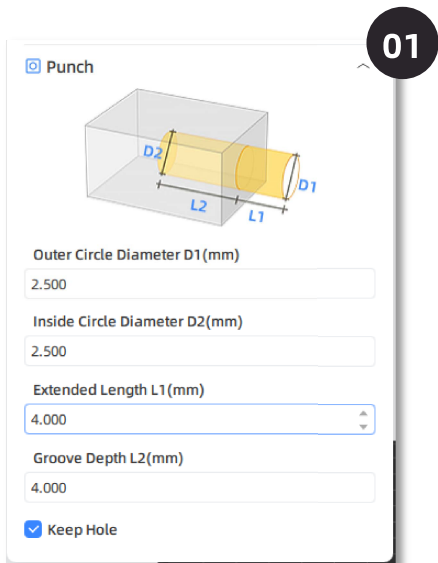 01
Punch
D2
D1
L2
L1
Outer Circle Diameter D1(mm)
2.500
Inside Circle Diameter D2(mm)
2.500
Extended Length L1(mm)
4.000
Groove Depth L2(mm)
4.000
Keep Hole